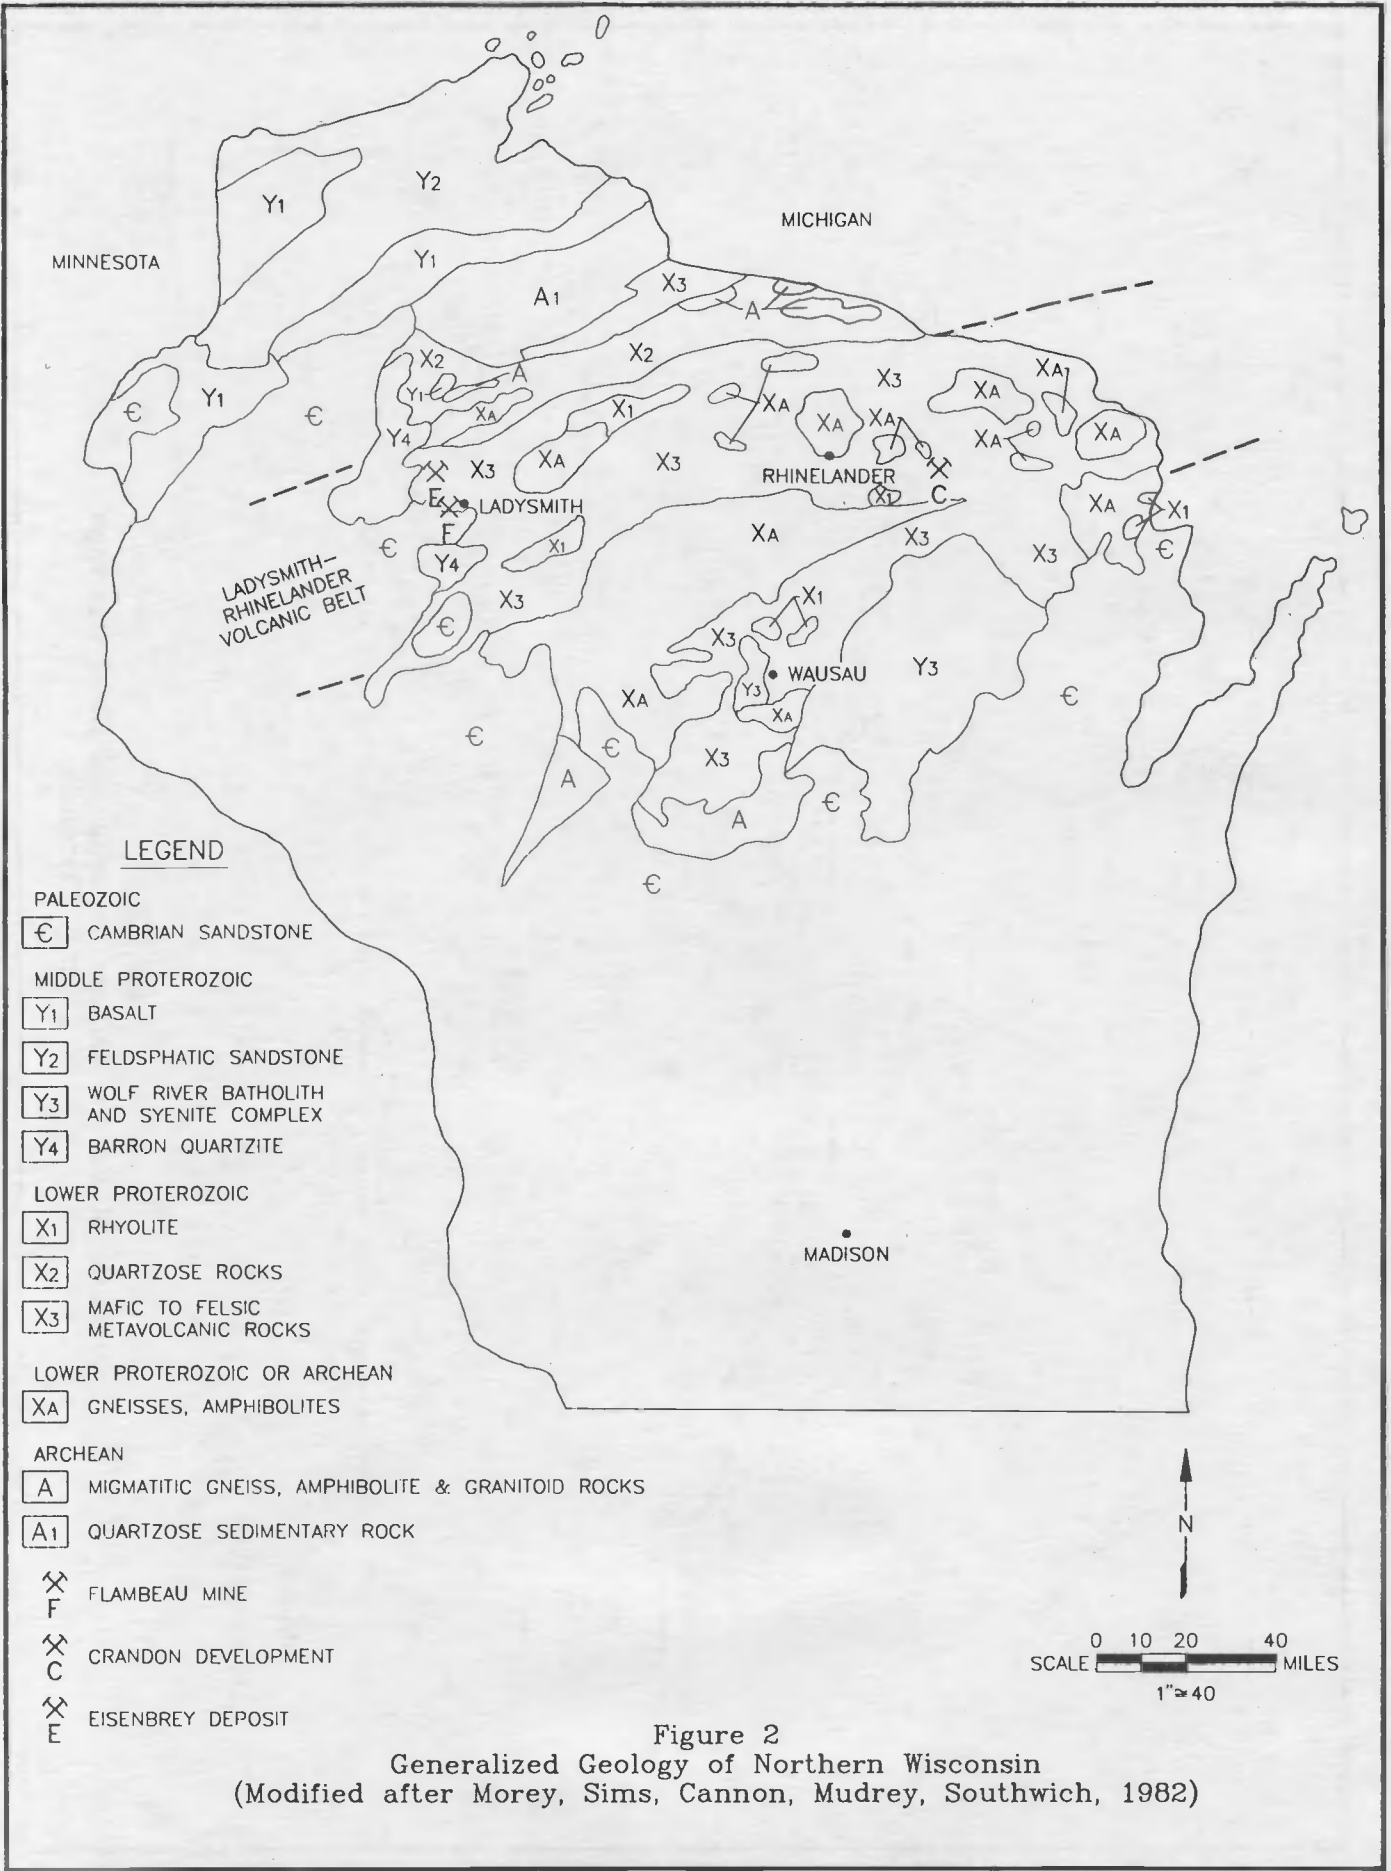 MICHIGAN
MINNESOTA
Y1
Y2
Y1
A1
X3
A
X2
X2
A
Y1
XA
X1
Y4
X3
XA
X3
X3
XA
XA
XA
XA
XA
XA
XA
€
Y1
€
RHINELANDER
X1
C
E
LADYSMITH
F
XA
X1
€
€
Y4
X1
XA
X3
X3
LADYSMITH-
RHINELANDER
VOLCANIC BELT
X3
€
X1
X3
WAUSAU
Y3
Y3
XA
XA
€
€
€
X3
A
€
A
€
LEGEND
PALEOZOIC
€ CAMBRIAN SANDSTONE
MIDDLE PROTEROZOIC
Y1 BASALT
Y2 FELDSPHATIC SANDSTONE
Y3 WOLF RIVER BATHOLITH
AND SYENITE COMPLEX
Y4 BARRON QUARTZITE
LOWER PROTEROZOIC
X1 RHYOLITE
X2 QUARTZOSE ROCKS
X3 MAFIC TO FELSIC
METAVOLCANIC ROCKS
LOWER PROTEROZOIC OR ARCHEAN
XA GNEISSES, AMPHIBOLITES
ARCHEAN
A MIGMATITIC GNEISS, AMPHIBOLITE & GRANITOID ROCKS
A1 QUARTZOSE SEDIMENTARY ROCK
F FLAMBEAU MINE
C CRANDON DEVELOPMENT
E EISENBREY DEPOSIT
MADISON
N
0 10 20 40
SCALE MILES
1"≅40
Figure 2
Generalized Geology of Northern Wisconsin
(Modified after Morey, Sims, Cannon, Mudrey, Southwich, 1982)